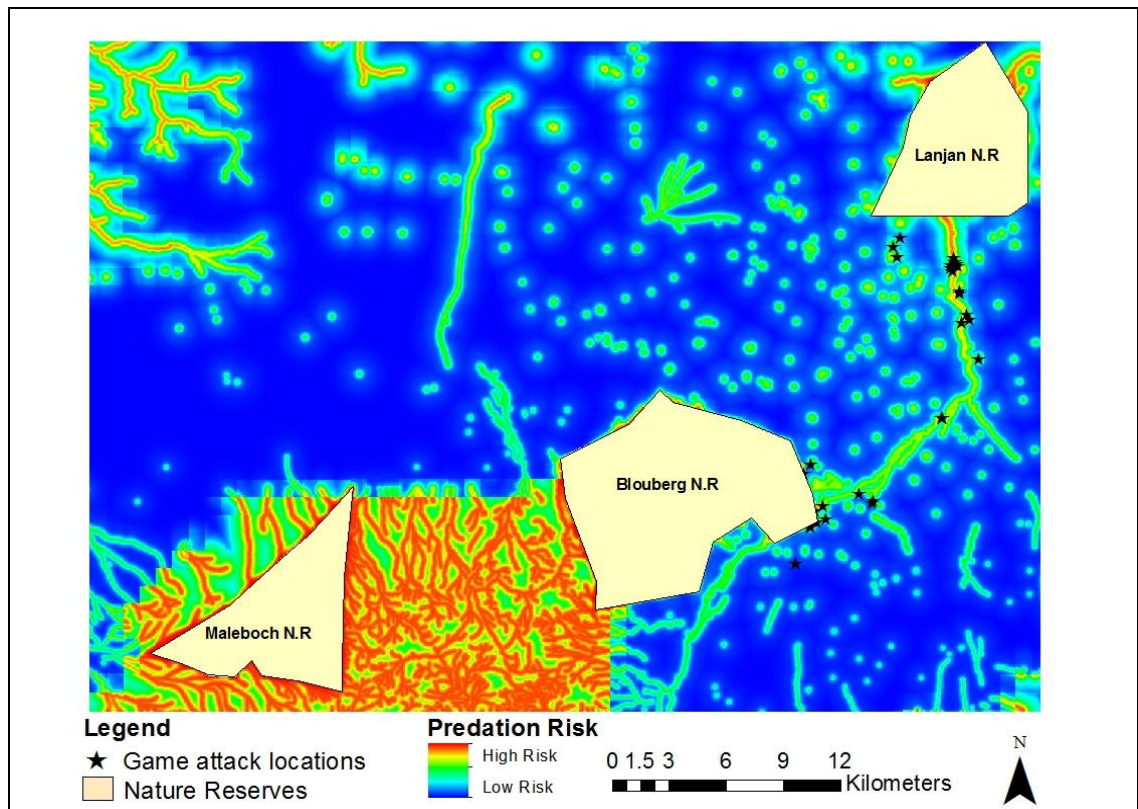 Lanjan N.R
Blouberg N.R
Maleboch N.R
Legend
Game attack locations
Nature Reserves
Predation Risk
High Risk
Low Risk
0 1.5 3 6 9 12
Kilometers
N